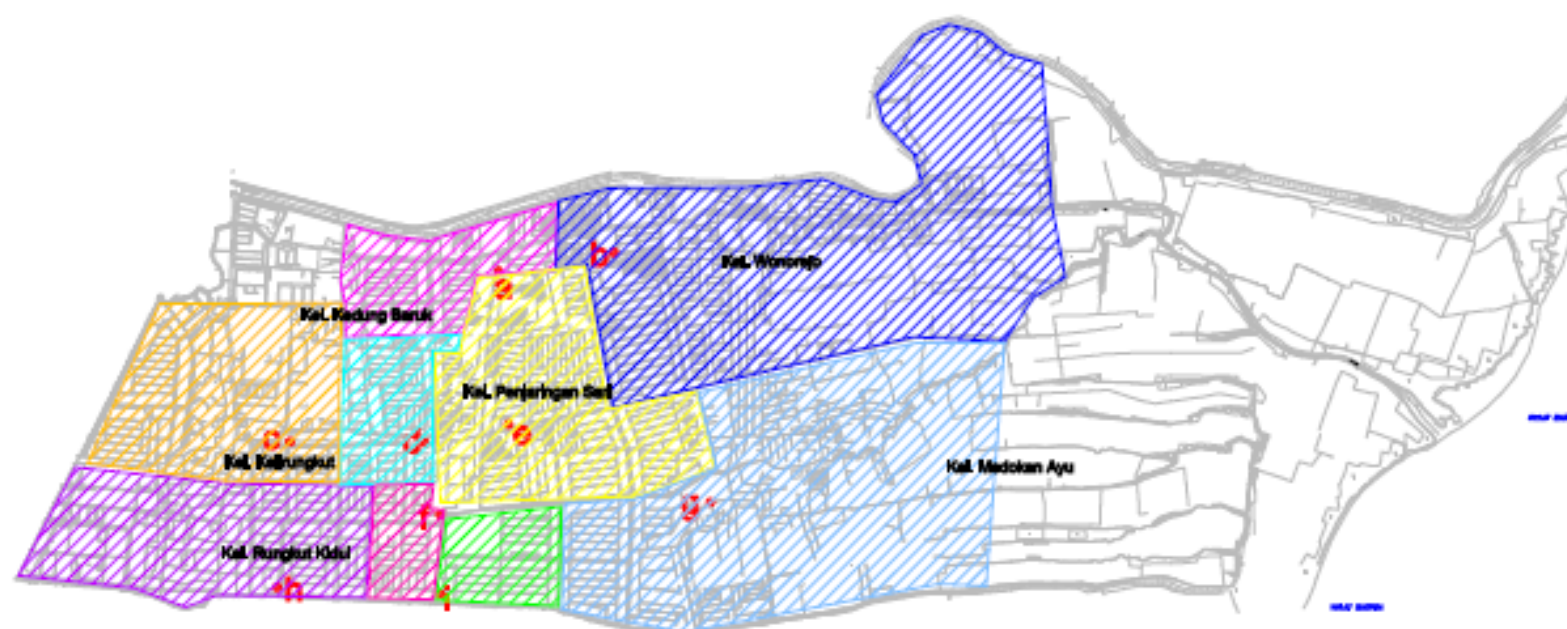 b
Kel. Wonorejo
a
Kel. Kedung Baruk
Kel. Penjaringan Sari
c
d
e
Kel. Kalirungkut
Kel. Medokan Ayu
g
f
Kel. Rungkut Kidul
h
i